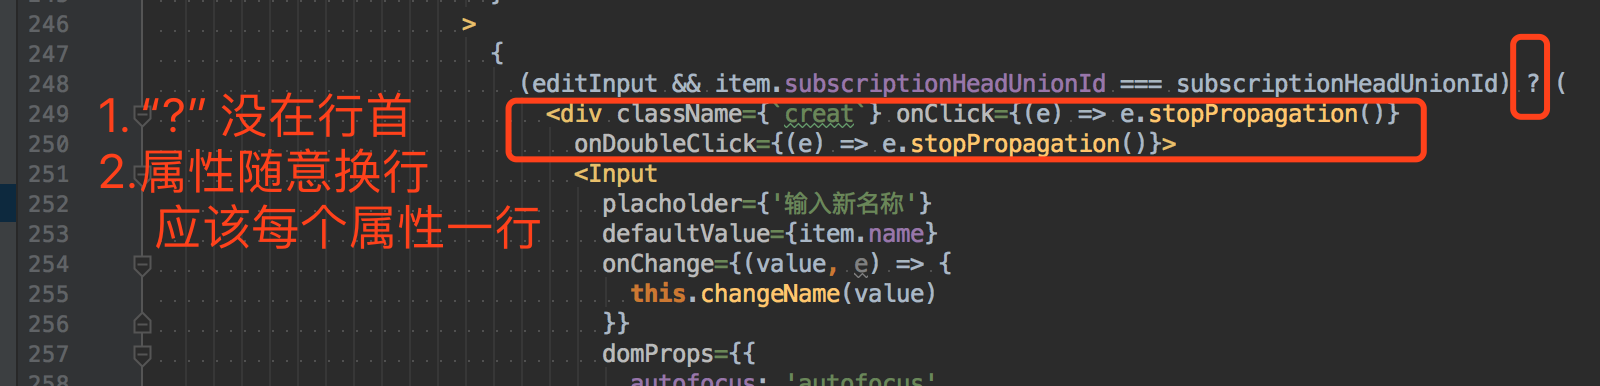 246 >
247 {
248 (editInput && item.subscriptionHeadUnionId === subscriptionHeadUnionId) ? (
249 <div className={`creat`} onClick={(e) => e.stopPropagation()}
250 onDoubleClick={(e) => e.stopPropagation()}>
251 <Input
252 placholder={'输入新名称'}
253 defaultValue={item.name}
254 onChange={(value, e) => {
255 this.changeName(value)
256 }}
257 domProps={{
258 autofocus: 'autofocus'
1. “?” 没在行首
2. 属性随意换行
应该每个属性一行